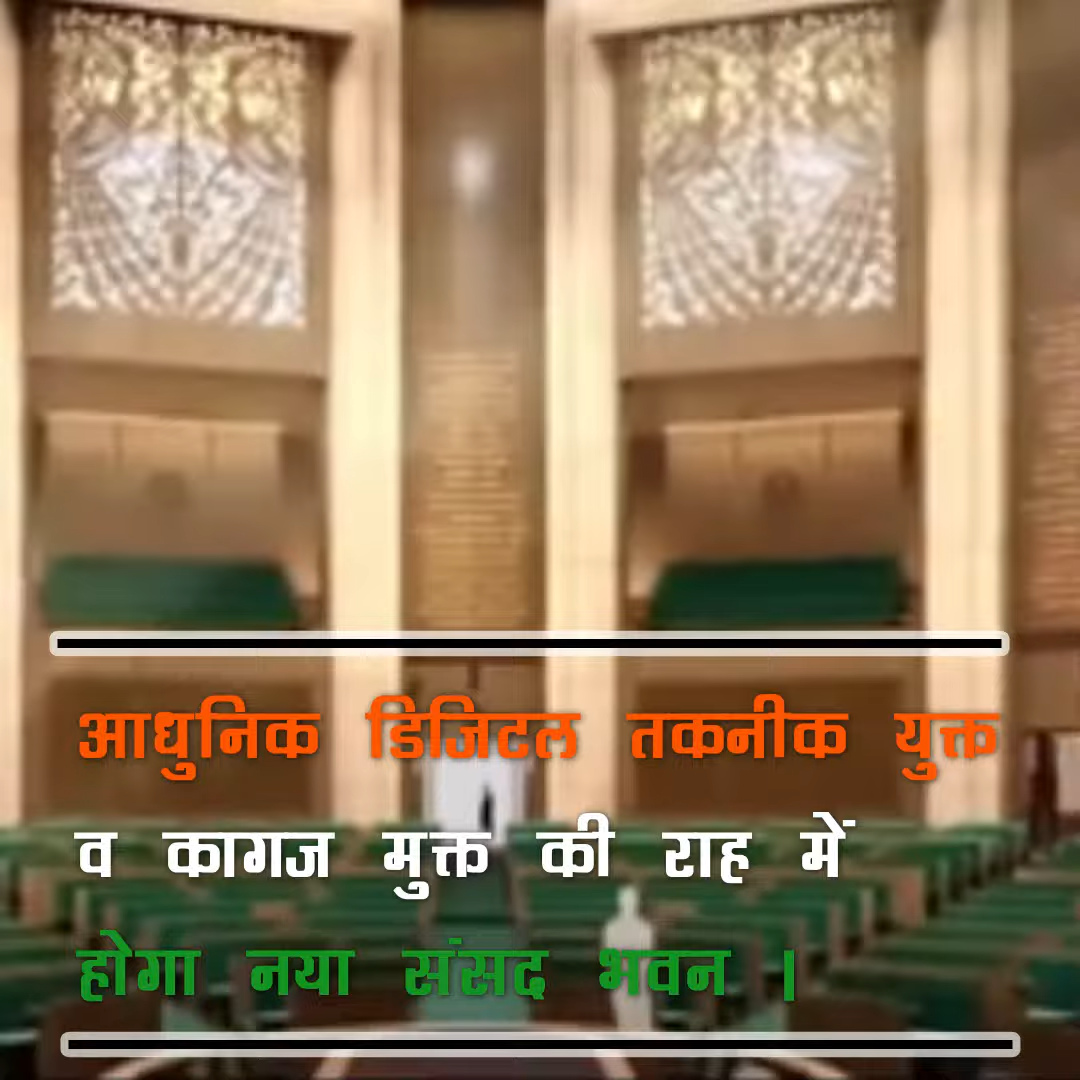 आधुनिक डिजिटल तकनीक युक्त
व कागज मुक्त की राह में
होगा नया संसद भवन ।